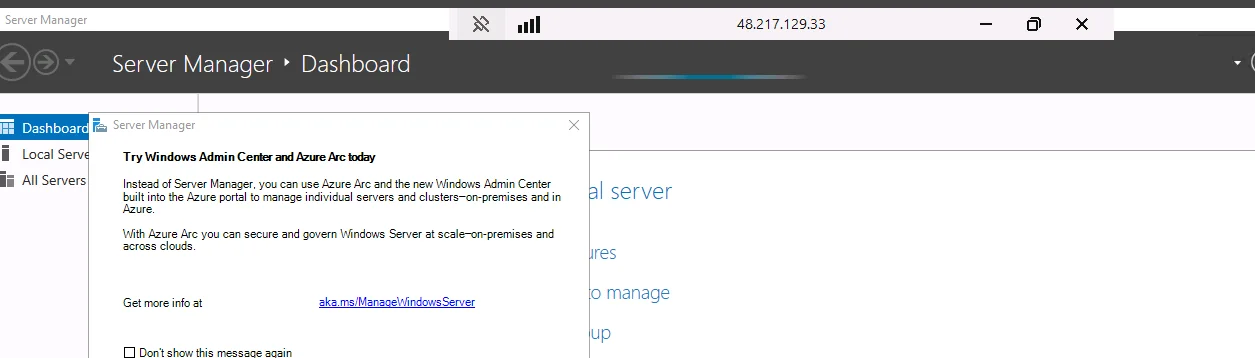 Server Manager
48.217.129.33
Server Manager
Dashboard
Dashboard
Local Serve
All Servers
Server Manager
Try Windows Admin Center and Azure Arc today
Instead of Server Manager, you can use Azure Arc and the new Windows Admin Center
built into the Azure portal to manage individual servers and clusters—on-premises and in
Azure.
With Azure Arc you can secure and govern Windows Server at scale—on-premises and
across clouds.
Get more info at aka.ms/ManageWindowsServer
Don't show this message again
al server
ures
to manage
oup